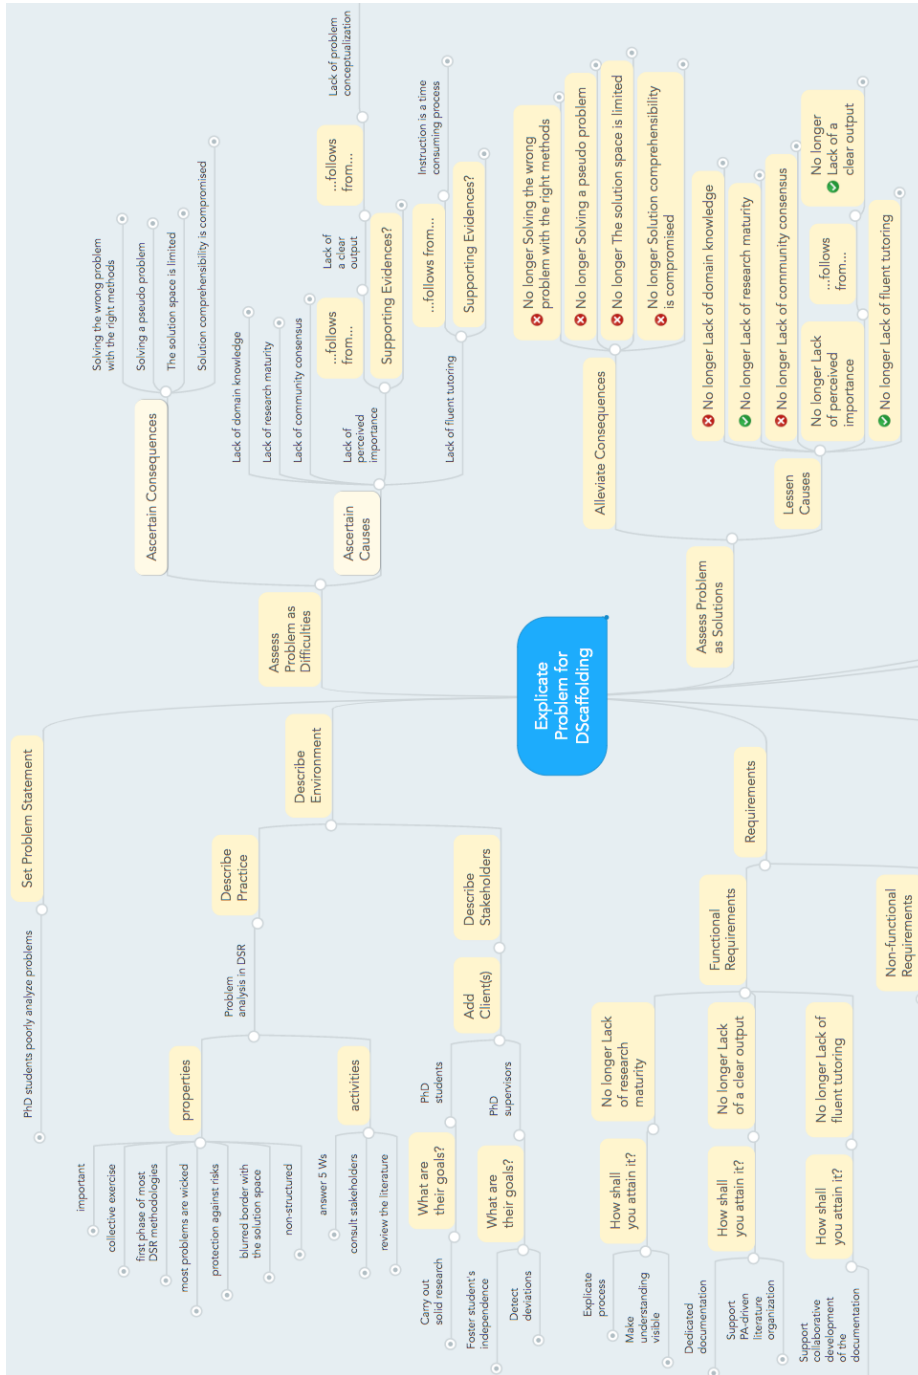 Explicate
Problem for
DScaffolding
Set Problem Statement
PhD students poorly analyze problems
Describe
Environment
Describe
Practice
Problem
analysis in DSR
properties
important
collective exercise
first phase of most
DSR methodologies
most problems are wicked
protection against risks
blurred border with
the solution space
non-structured
activities
answer 5 Ws
consult stakeholders
review the literature
Describe
Stakeholders
Add
Client(s)
PhD
students
What are
their goals?
Carry out
solid research
PhD
supervisors
What are
their goals?
Foster student's
independence
Detect
deviations
Requirements
Functional
Requirements
No longer Lack
of research
maturity
How shall
you attain it?
Explicate
process
Make
understanding
visible
No longer Lack
of a clear output
How shall
you attain it?
Dedicated
documentation
Support
PA-driven
literature
organization
No longer Lack of
fluent tutoring
How shall
you attain it?
Support
collaborative
development
of the
documentation
Non-functional
Requirements
Assess
Problem as
Difficulties
Ascertain Consequences
Solving the wrong problem
with the right methods
Solving a pseudo problem
The solution space is limited
Solution comprehensibility is compromised
Ascertain
Causes
Lack of domain knowledge
Lack of research maturity
Lack of community consensus
Lack of
perceived
importance
...follows
from...
Lack of
a clear
output
...follows
from...
Lack of problem
conceptualization
Supporting Evidences?
Lack of fluent tutoring
...follows from...
Instruction is a time
consuming process
Supporting Evidences?
Assess Problem
as Solutions
Alleviate Consequences
No longer Solving the wrong
problem with the right methods
No longer Solving a pseudo problem
No longer The solution space is limited
No longer Solution comprehensibility
is compromised
Lessen
Causes
No longer Lack of domain knowledge
No longer Lack of research maturity
No longer Lack of community consensus
No longer Lack
of perceived
importance
...follows
from...
No longer
Lack of a
clear output
No longer Lack of fluent tutoring